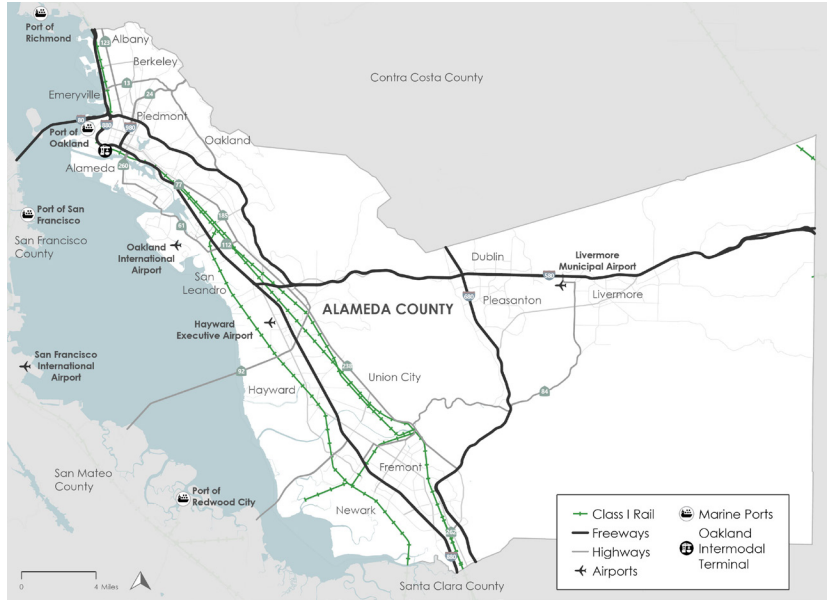 Port of
Richmond
Albany
Berkeley
Contra Costa County
Emeryville
Piedmont
Port of
Oakland
Oakland
Alameda
Port of San
Francisco
San Francisco
County
Oakland
International
Airport
Dublin
Livermore
Municipal Airport
San
Leandro
Pleasanton
Livermore
ALAMEDA COUNTY
Hayward
Executive Airport
San Francisco
International
Airport
Union City
92
Hayward
84
Fremont
San Mateo
County
Port of
Redwood City
Newark
Class I Rail
Freeways
Highways
Airports
Marine Ports
Oakland
Intermodal
Terminal
0
4 Miles
Santa Clara County